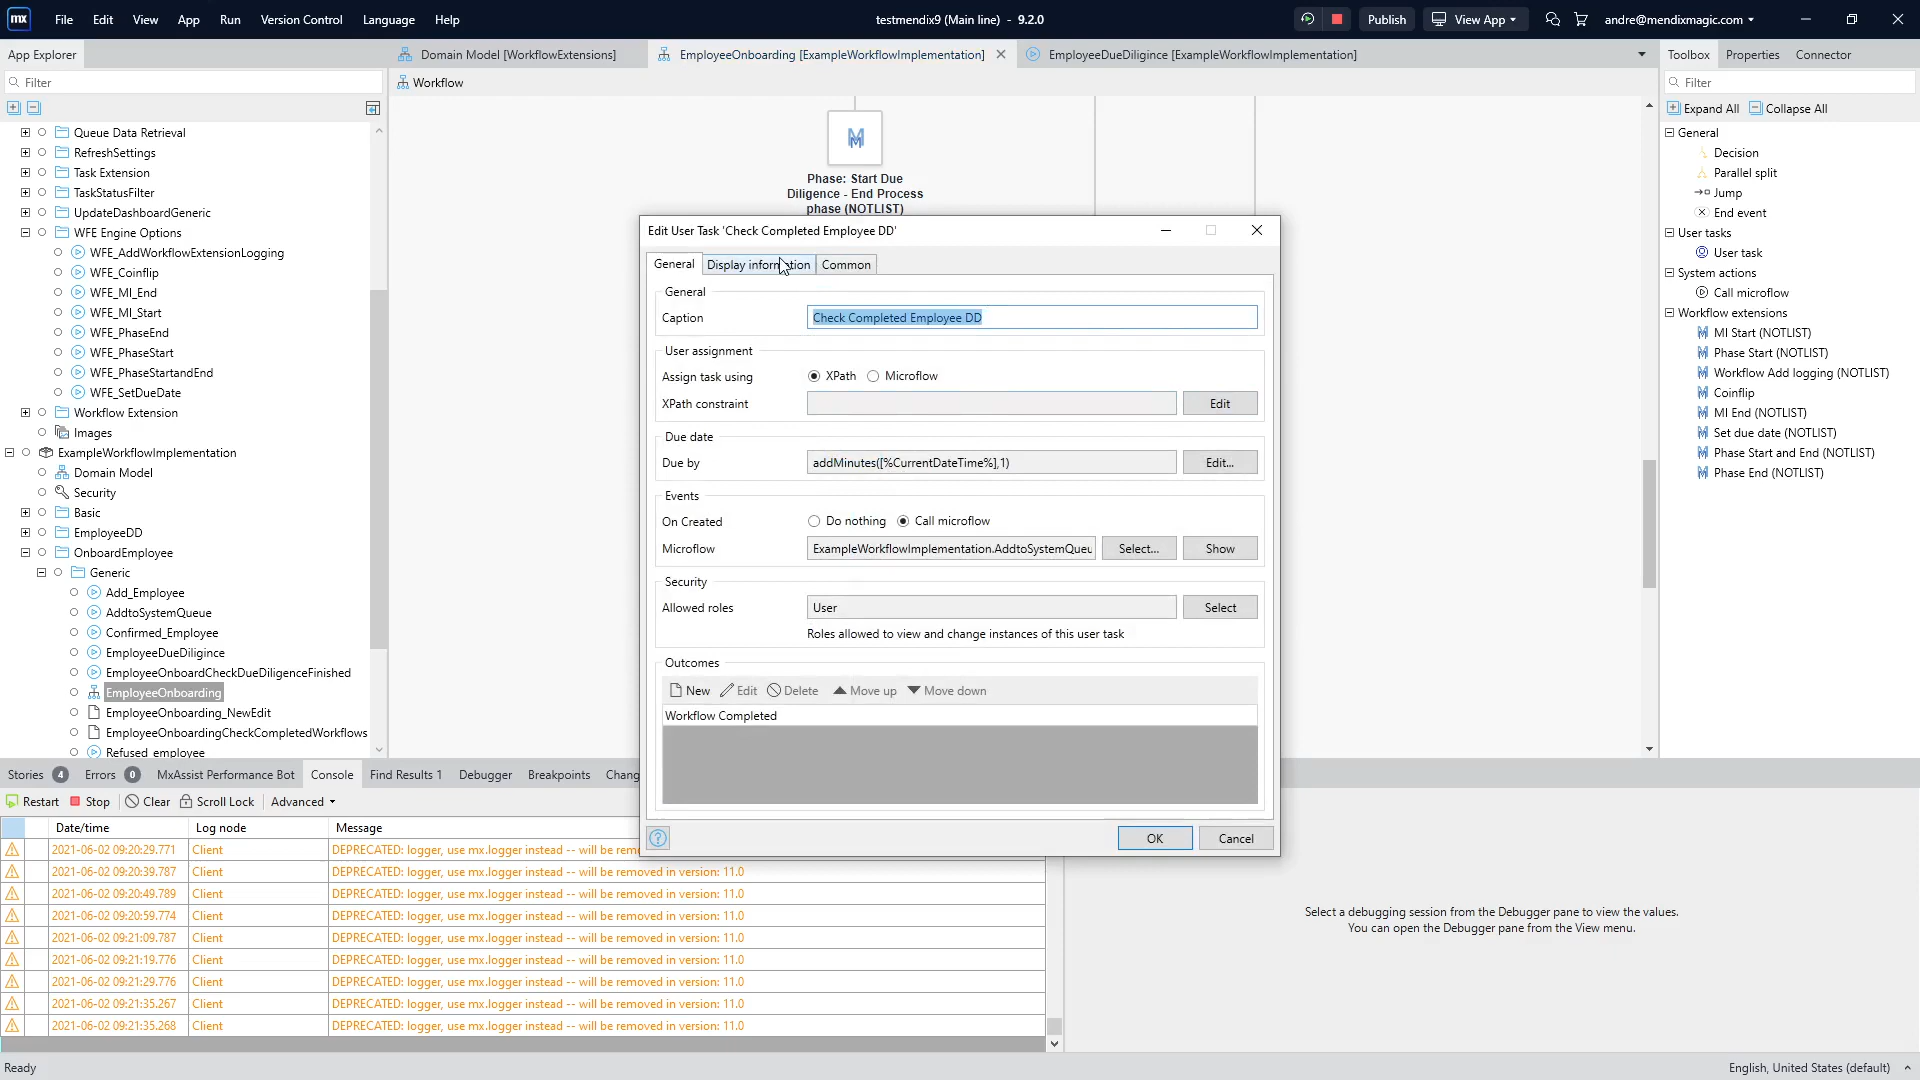 mx File Edit View App Run Version Control Language Help testmendix9 (Main line) - 9.2.0 Publish View App andre@mendixmagic.com
App Explorer
Domain Model [WorkflowExtensions] EmployeeOnboarding [ExampleWorkflowImplementation] EmployeeDueDiligince [ExampleWorkflowImplementation]
Toolbox Properties Connector
Filter
Workflow
Filter
Expand All Collapse All
Queue Data Retrieval
RefreshSettings
Task Extension
TaskStatusFilter
UpdateDashboardGeneric
WFE Engine Options
WFE_AddWorkflowExtensionLogging
WFE_Coinflip
WFE_MI_End
WFE_MI_Start
WFE_PhaseEnd
WFE_PhaseStart
WFE_PhaseStartandEnd
WFE_SetDueDate
Workflow Extension
Images
ExampleWorkflowImplementation
Domain Model
Security
Basic
EmployeeDD
OnboardEmployee
Generic
Add_Employee
AddtoSystemQueue
Confirmed_Employee
EmployeeDueDiligince
EmployeeOnboardCheckDueDiligenceFinished
EmployeeOnboarding
EmployeeOnboarding_NewEdit
EmployeeOnboardingCheckCompletedWorkflows
Refused_employee
Phase: Start Due
Diligence - End Process
phase (NOTLIST)
Edit User Task 'Check Completed Employee DD'
General Display information Common
General
Caption Check Completed Employee DD
User assignment
Assign task using XPath Microflow
XPath constraint Edit
Due date
Due by addMinutes([%CurrentDateTime%],1) Edit...
Events
On Created Do nothing Call microflow
Microflow ExampleWorkflowImplementation.AddtoSystemQueu Select... Show
Security
Allowed roles User Select
Roles allowed to view and change instances of this user task
Outcomes
New Edit Delete Move up Move down
Workflow Completed
OK Cancel
General
Decision
Parallel split
Jump
End event
User tasks
User task
System actions
Call microflow
Workflow extensions
MI Start (NOTLIST)
Phase Start (NOTLIST)
Workflow Add logging (NOTLIST)
Coinflip
MI End (NOTLIST)
Set due date (NOTLIST)
Phase Start and End (NOTLIST)
Phase End (NOTLIST)
Stories 4 Errors 0 MxAssist Performance Bot Console Find Results 1 Debugger Breakpoints Chang
Restart Stop Clear Scroll Lock Advanced
Date/time Log node Message
2021-06-02 09:20:29.771 Client DEPRECATED: logger, use mx.logger instead -- will be rem
2021-06-02 09:20:39.787 Client DEPRECATED: logger, use mx.logger instead -- will be removed in version: 11.0
2021-06-02 09:20:49.789 Client DEPRECATED: logger, use mx.logger instead -- will be removed in version: 11.0
2021-06-02 09:20:59.774 Client DEPRECATED: logger, use mx.logger instead -- will be removed in version: 11.0
2021-06-02 09:21:09.787 Client DEPRECATED: logger, use mx.logger instead -- will be removed in version: 11.0
2021-06-02 09:21:19.776 Client DEPRECATED: logger, use mx.logger instead -- will be removed in version: 11.0
2021-06-02 09:21:29.776 Client DEPRECATED: logger, use mx.logger instead -- will be removed in version: 11.0
2021-06-02 09:21:35.267 Client DEPRECATED: logger, use mx.logger instead -- will be removed in version: 11.0
2021-06-02 09:21:35.268 Client DEPRECATED: logger, use mx.logger instead -- will be removed in version: 11.0
Select a debugging session from the Debugger pane to view the values.
You can open the Debugger pane from the View menu.
Ready
English, United States (default)